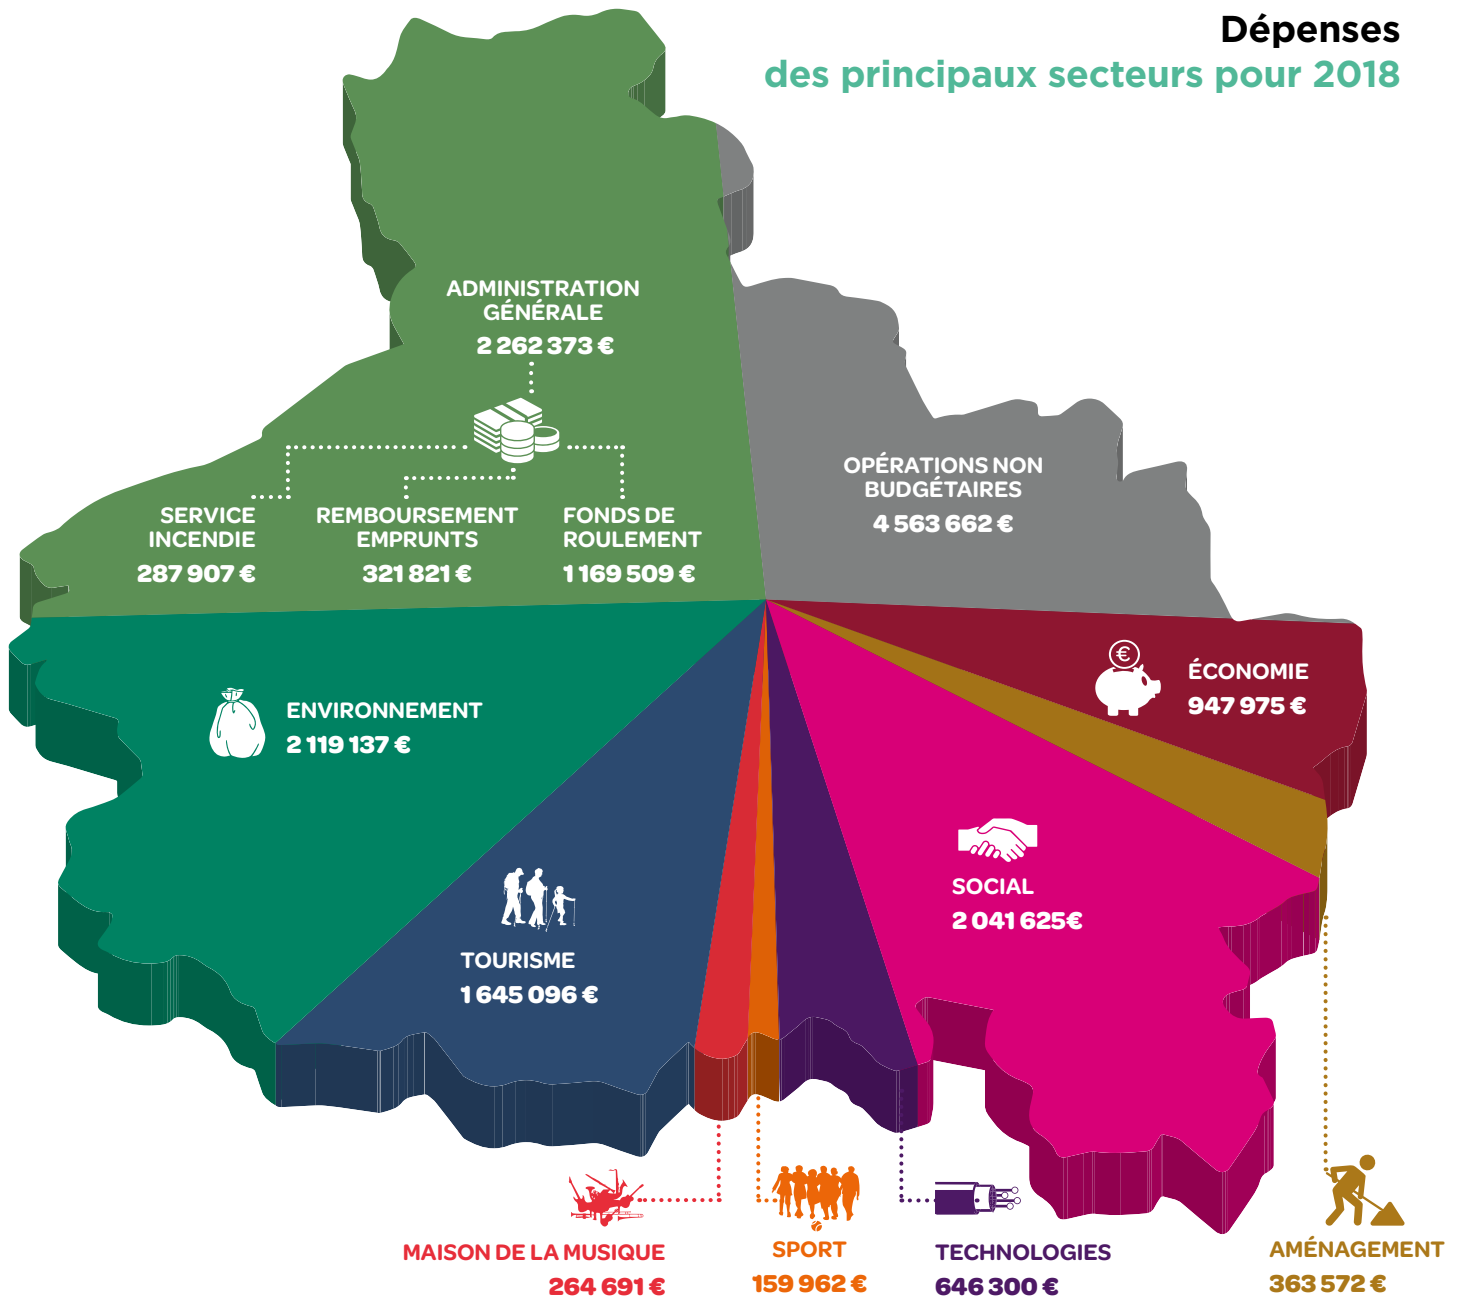 Dépenses
des principaux secteurs pour 2018
ADMINISTRATION
GÉNÉRALE
2 262 373 €
SERVICE
INCENDIE
287 907 €
REMBOURSEMENT
EMPRUNTS
321 821 €
FONDS DE
ROULEMENT
1 169 509 €
OPÉRATIONS NON
BUDGÉTAIRES
4 563 662 €
€
ÉCONOMIE
947 975 €
ENVIRONNEMENT
2 119 137 €
SOCIAL
2 041 625€
TOURISME
1 645 096 €
MAISON DE LA MUSIQUE
264 691 €
SPORT
159 962 €
TECHNOLOGIES
646 300 €
AMÉNAGEMENT
363 572 €